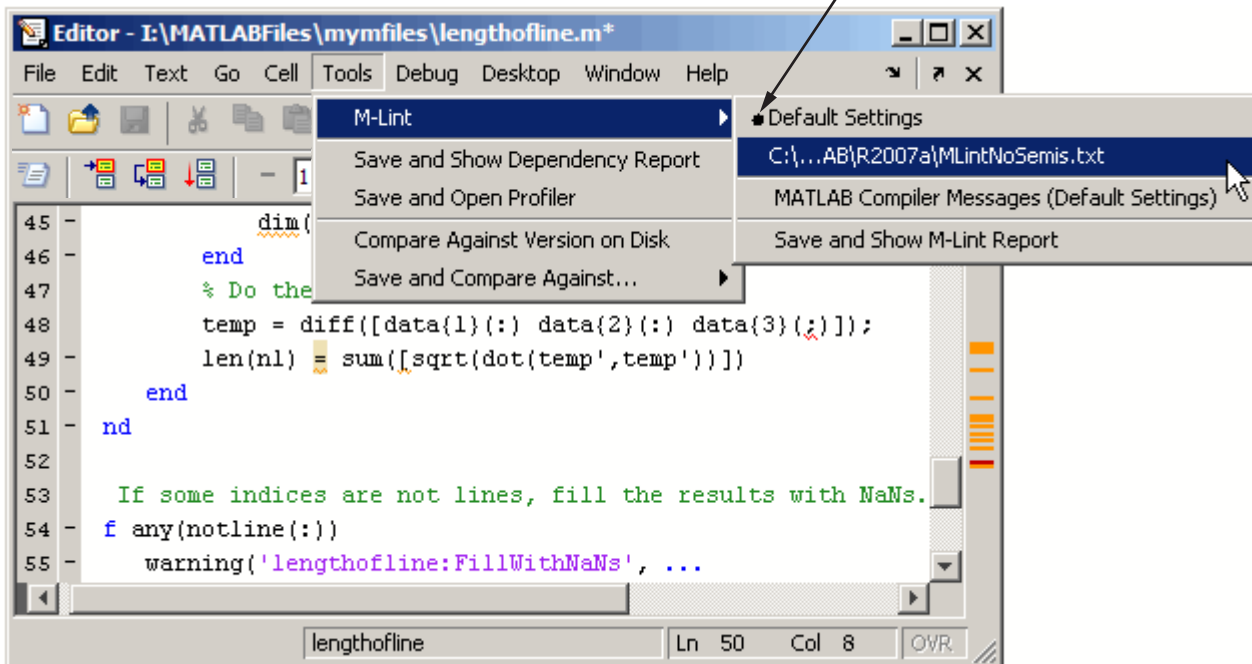 Editor - I:\MATLABFiles\mymfiles\lengthofline.m*
File Edit Text Go Cell Tools Debug Desktop Window Help
M-Lint
Default Settings
C:\...AB\R2007a\MLintNoSemis.txt
Save and Show Dependency Report
MATLAB Compiler Messages (Default Settings)
Save and Open Profiler
Save and Show M-Lint Report
Compare Against Version on Disk
Save and Compare Against...
- 1
45 - dim(
46 - end
47 % Do the
48 temp = diff([data{1}(:) data{2}(:) data{3}(;)]);
49 - len(nl) = sum([sqrt(dot(temp',temp'))])
50 - end
51 - nd
52
53 If some indices are not lines, fill the results with NaNs.
54 - f any(notline(:))
55 - warning('lengthofline:FillWithNaNs', ...
lengthofline Ln 50 Col 8 OVR